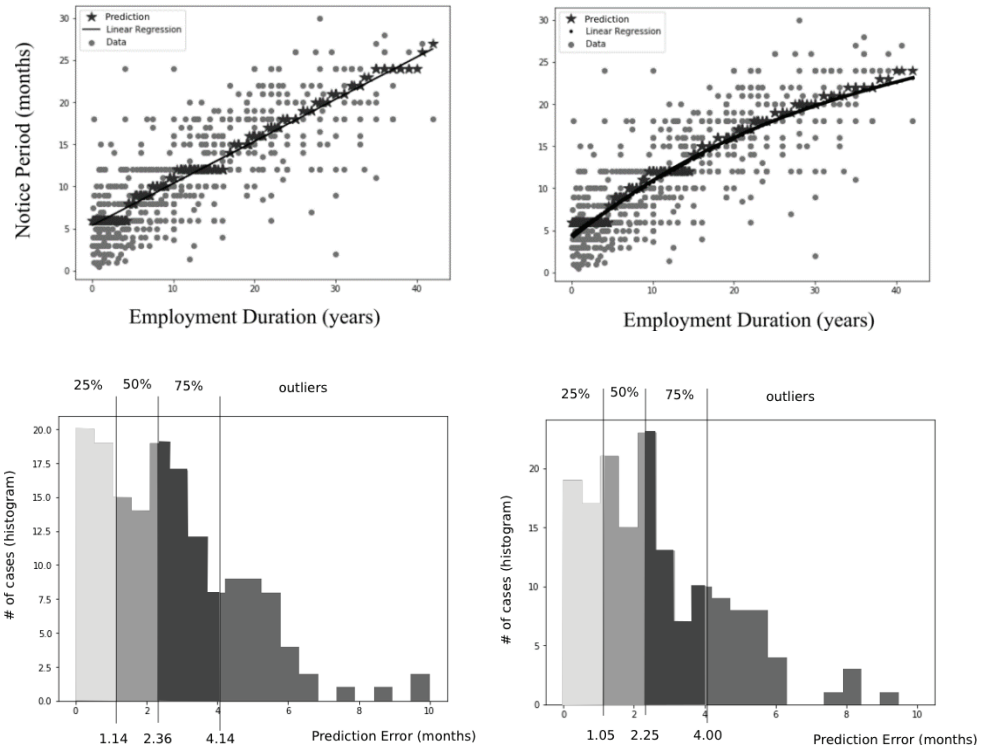 Prediction
Linear Regression
Data
30
25
20
15
10
5
0
0 10 20 30 40
Notice Period (months)
Employment Duration (years)
Prediction
Linear Regression
Data
30
25
20
15
10
5
0
0 10 20 30 40
Employment Duration (years)
25% 50% 75% outliers
20.0
17.5
15.0
12.5
10.0
7.5
5.0
2.5
0.0
# of cases (histogram)
0 2 4 6 8 10
1.14 2.36 4.14 Prediction Error (months)
25% 50% 75% outliers
20
15
10
5
0
# of cases (histogram)
0 2 4 6 8 10
1.05 2.25 4.00 Prediction Error (months)